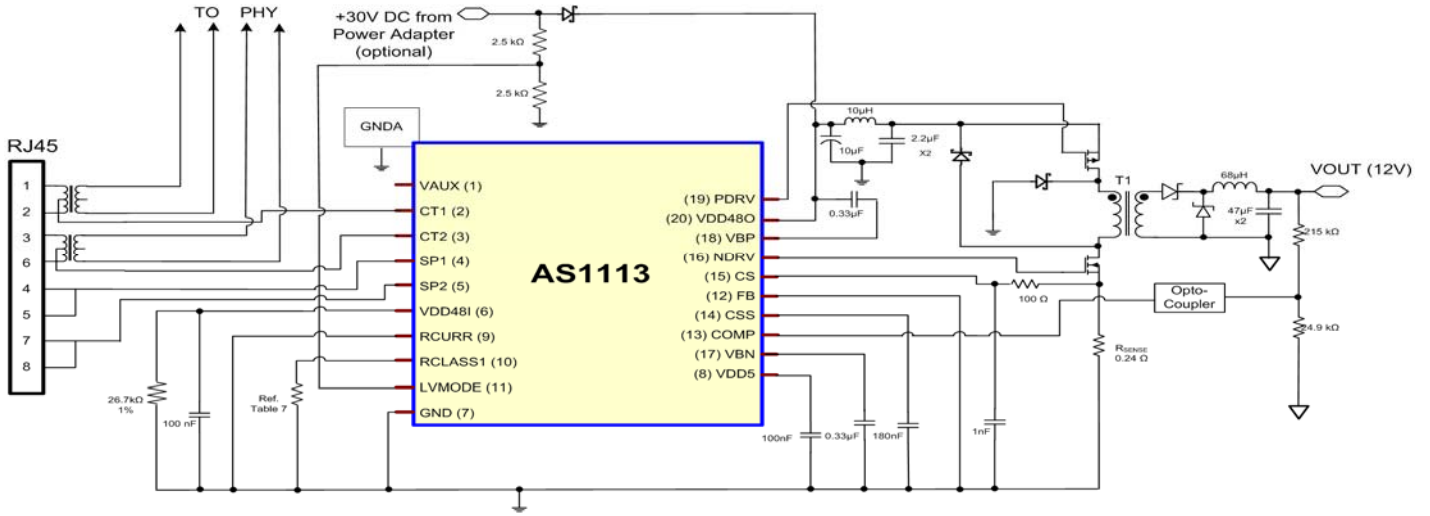 TO PHY
+30V DC from
Power Adapter
(optional)
2.5 kΩ
2.5 kΩ
GNDA
RJ45
1
2
3
6
4
5
7
8
VAUX (1)
CT1 (2)
CT2 (3)
SP1 (4)
SP2 (5)
VDD48I (6)
RCURR (9)
RCLASS1 (10)
LVMODE (11)
GND (7)
AS1113
(19) PDRV
(20) VDD48O
(18) VBP
(16) NDRV
(15) CS
(12) FB
(14) CSS
(13) COMP
(17) VBN
(8) VDD5
10µH
10µF
2.2µF
X2
0.33µF
T1
68µH
47µF
x2
VOUT (12V)
215 kΩ
100 Ω
Opto-
Coupler
24.9 kΩ
RSENSE
0.24 Ω
26.7kΩ
1%
100 nF
Ref.
Table 7
100nF
0.33µF
180nF
1nF